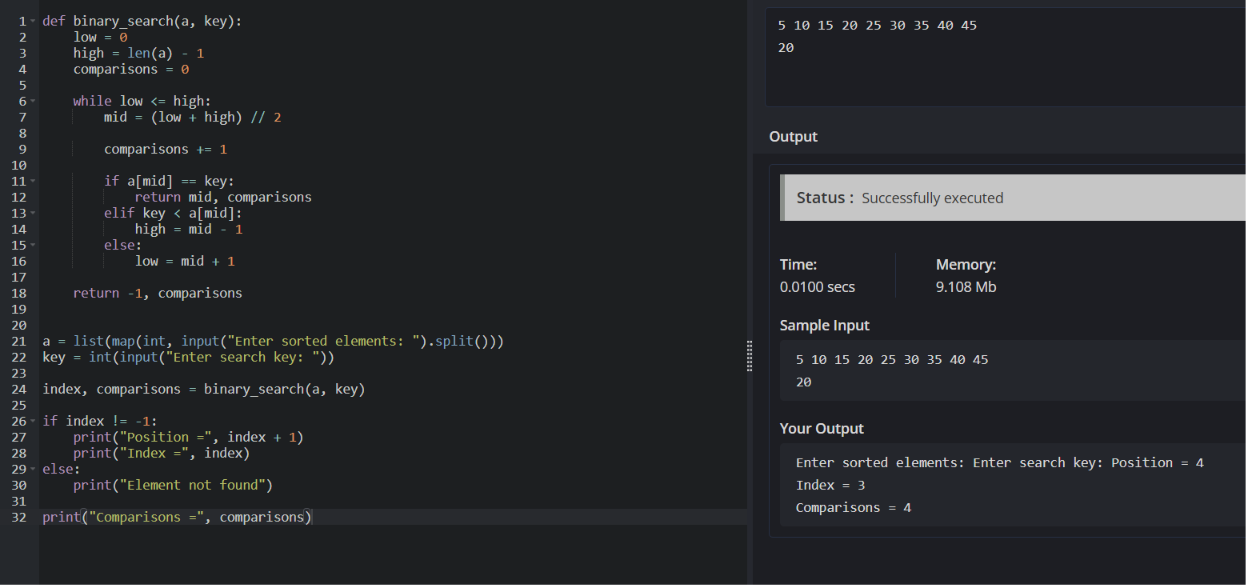 1 def binary_search(a, key):
2     low = 0
3     high = len(a) - 1
4     comparisons = 0
5
6     while low <= high:
7         mid = (low + high) // 2
8
9         comparisons += 1
10
11         if a[mid] == key:
12             return mid, comparisons
13         elif key < a[mid]:
14             high = mid - 1
15         else:
16             low = mid + 1
17
18     return -1, comparisons
19
20
21 a = list(map(int, input("Enter sorted elements: ").split()))
22 key = int(input("Enter search key: "))
23
24 index, comparisons = binary_search(a, key)
25
26 if index != -1:
27     print("Position =", index + 1)
28     print("Index =", index)
29 else:
30     print("Element not found")
31
32 print("Comparisons =", comparisons)
5 10 15 20 25 30 35 40 45
20
Output
Status : Successfully executed
Time: Memory:
0.0100 secs 9.108 Mb
Sample Input
5 10 15 20 25 30 35 40 45
20
Your Output
Enter sorted elements: Enter search key: Position = 4
Index = 3
Comparisons = 4